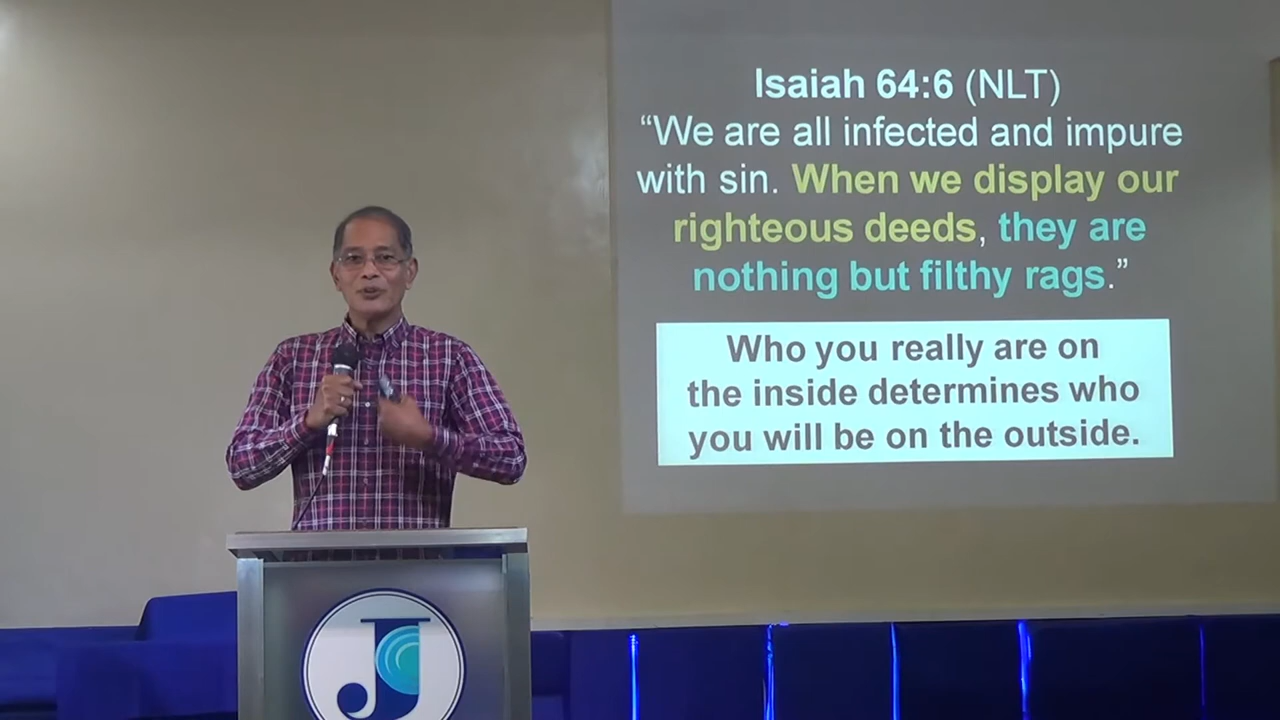 Isaiah 64:6 (NLT)
“We are all infected and impure
with sin. When we display our
righteous deeds, they are
nothing but filthy rags.”
Who you really are on
the inside determines who
you will be on the outside.
J